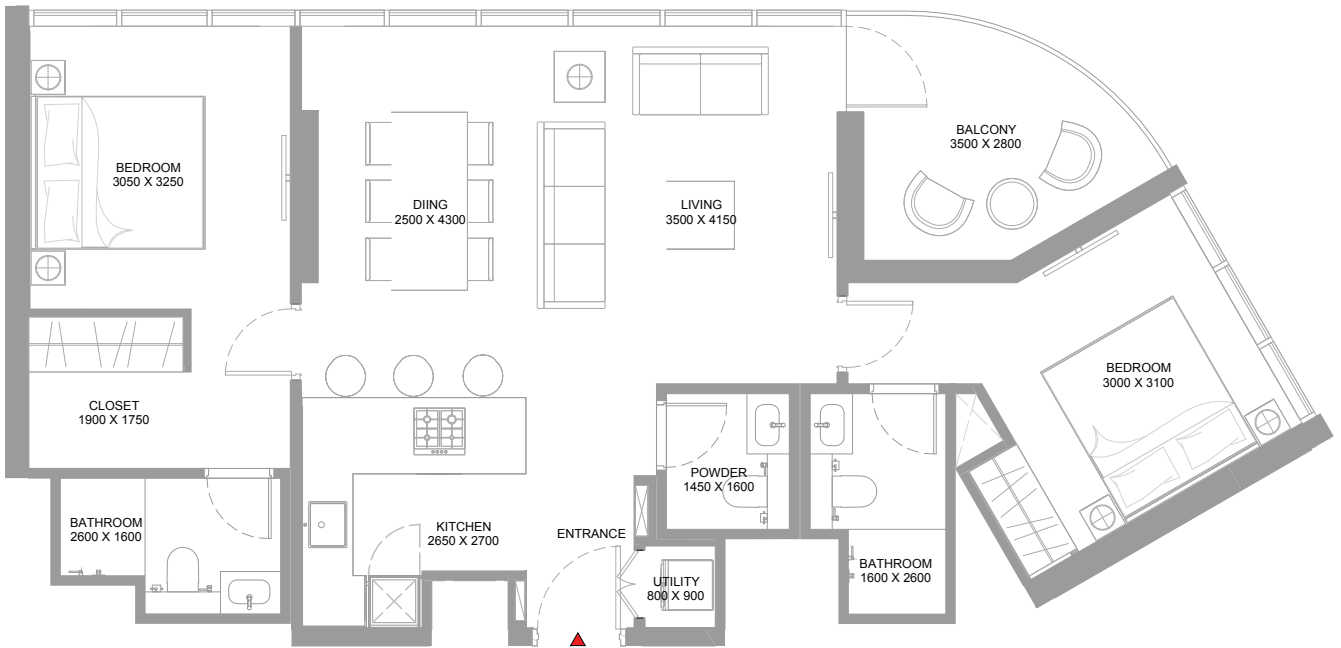 BALCONY
3500 X 2800
BEDROOM
3050 X 3250
DIING
2500 X 4300
LIVING
3500 X 4150
BEDROOM
3000 X 3100
CLOSET
1900 X 1750
POWDER
1450 X 1600
BATHROOM
2600 X 1600
KITCHEN
2650 X 2700
ENTRANCE
BATHROOM
1600 X 2600
UTILITY
800 X 900